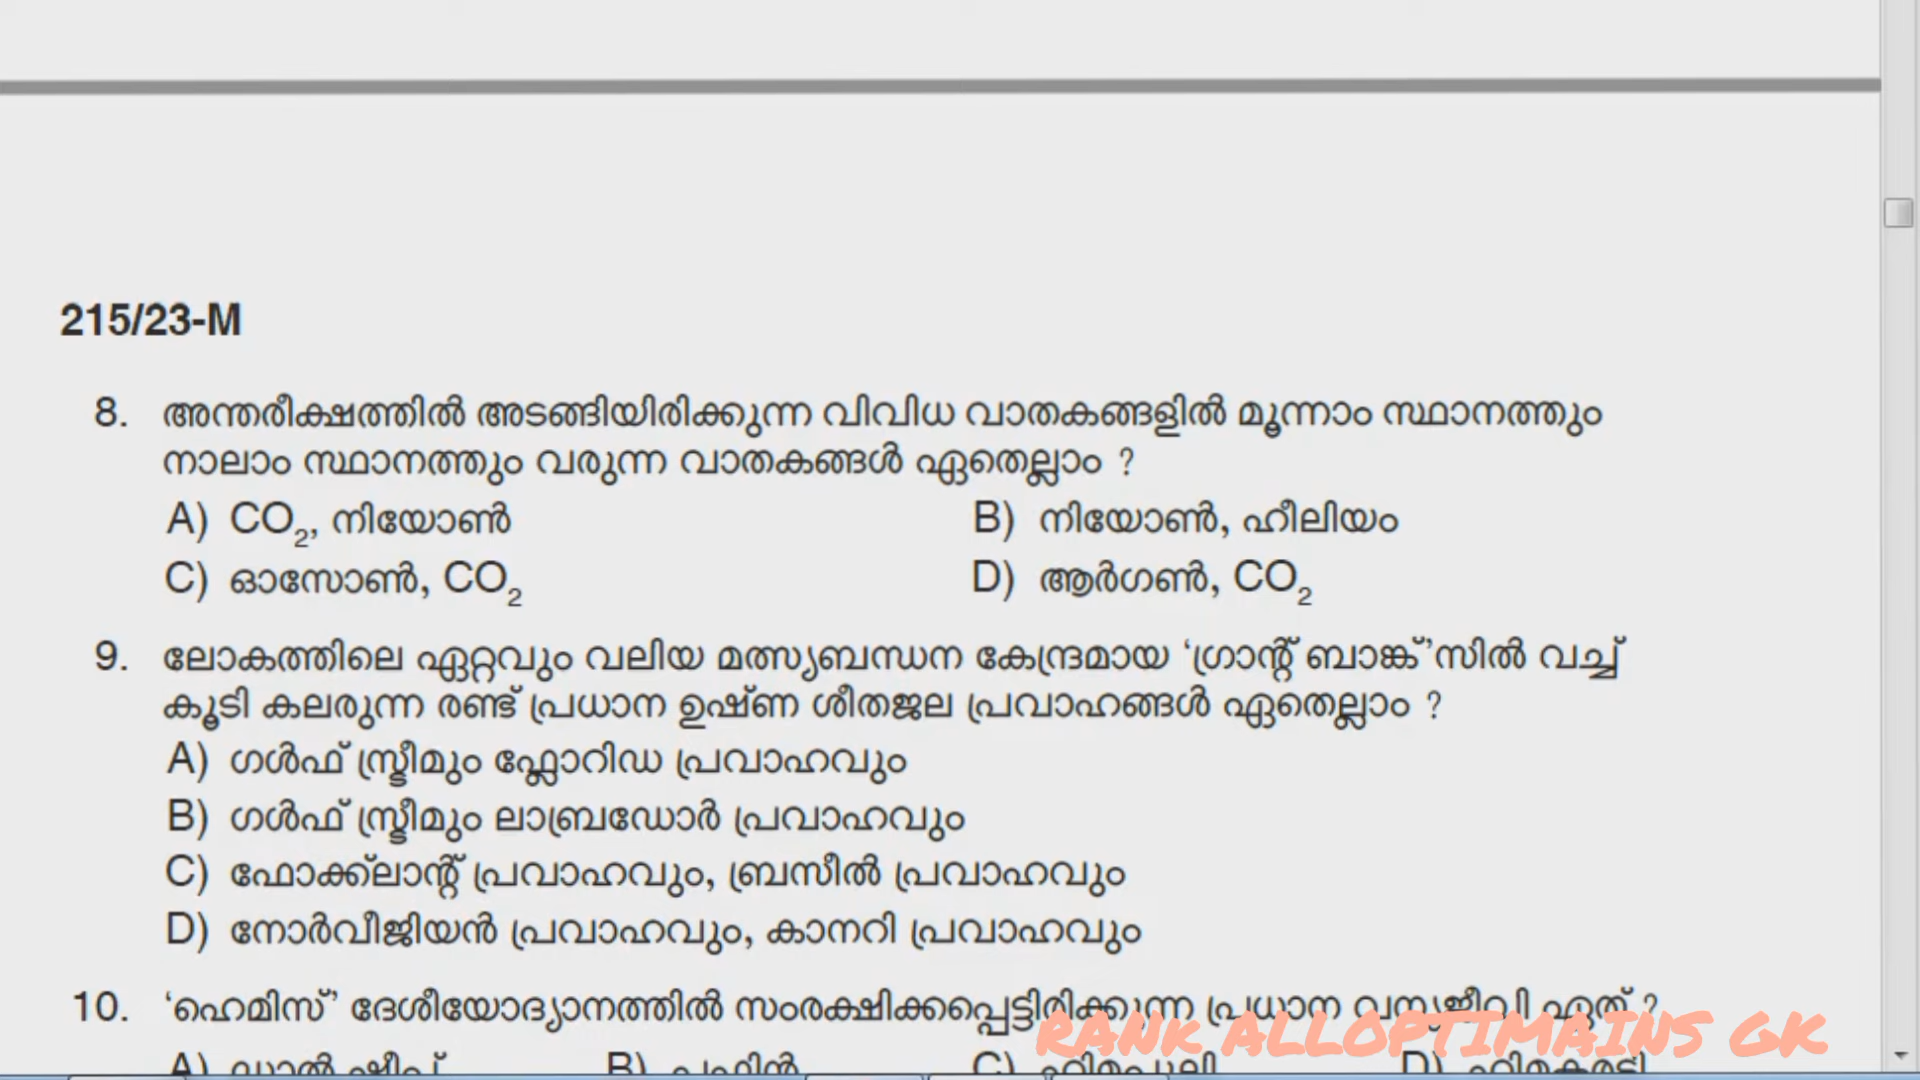 215/23-M
8. അന്തരീക്ഷത്തിൽ അടങ്ങിയിരിക്കുന്ന വിവിധ വാതകങ്ങളിൽ മൂന്നാം സ്ഥാനത്തും
നാലാം സ്ഥാനത്തും വരുന്ന വാതകങ്ങൾ ഏതെല്ലാം ?
A) CO₂, നിയോൺ B) നിയോൺ, ഹീലിയം
C) ഓസോൺ, CO₂ D) ആർഗൺ, CO₂
9. ലോകത്തിലെ ഏറ്റവും വലിയ മത്സ്യബന്ധന കേന്ദ്രമായ ‘ഗ്രാന്റ് ബാങ്ക്’സിൽ വച്ച്
കൂടി കലരുന്ന രണ്ട് പ്രധാന ഉഷ്ണ ശീതജല പ്രവാഹങ്ങൾ ഏതെല്ലാം ?
A) ഗൾഫ് സ്ട്രീമും ഫ്ലോറിഡ പ്രവാഹവും
B) ഗൾഫ് സ്ട്രീമും ലാബ്രഡോർ പ്രവാഹവും
C) ഫോക്ക്‌ലാന്റ് പ്രവാഹവും, ബ്രസീൽ പ്രവാഹവും
D) നോർവീജിയൻ പ്രവാഹവും, കാനറി പ്രവാഹവും
10. ‘ഹെമിസ്’ ദേശീയോദ്യാനത്തിൽ സംരക്ഷിക്കപ്പെട്ടിരിക്കുന്ന പ്രധാന വന്യജീവി ഏത് ?
RANK ALLOPTIMAINS GK
A) B) C) ഹിമപുലി D) ഹിമകരടി